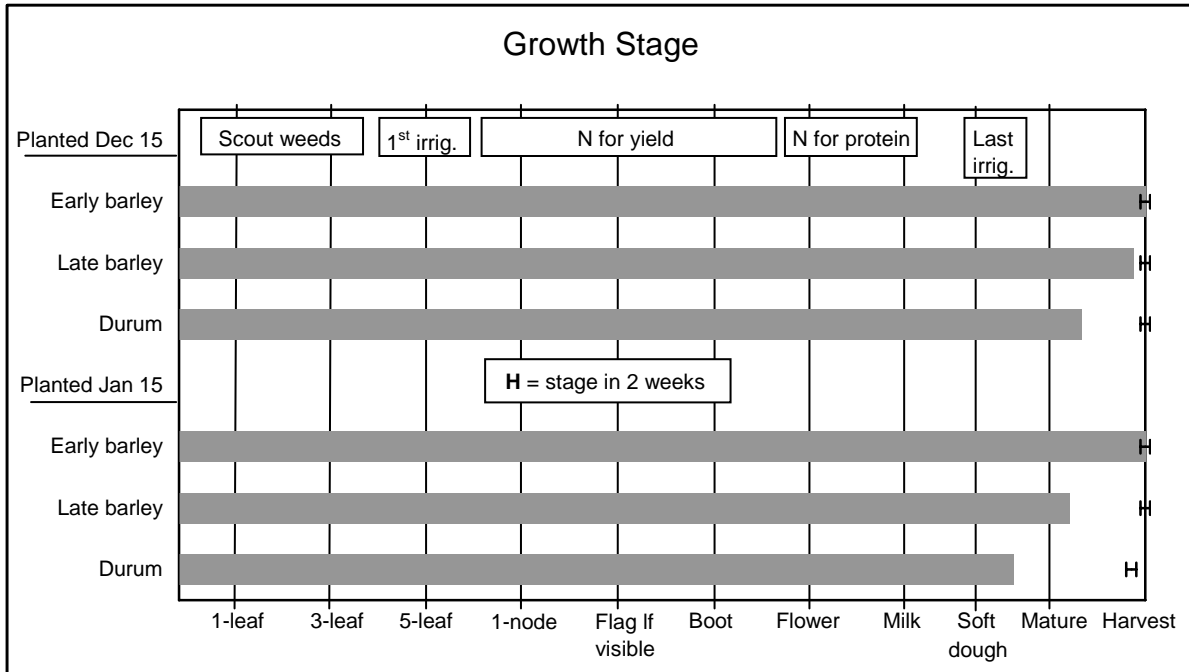 Growth Stage
Planted Dec 15
Scout weeds
1st irrig.
N for yield
N for protein
Last
irrig.
Early barley
H
Late barley
H
Durum
H
Planted Jan 15
H = stage in 2 weeks
Early barley
H
Late barley
H
Durum
H
1-leaf
3-leaf
5-leaf
1-node
Flag lf
visible
Boot
Flower
Milk
Soft
dough
Mature
Harvest